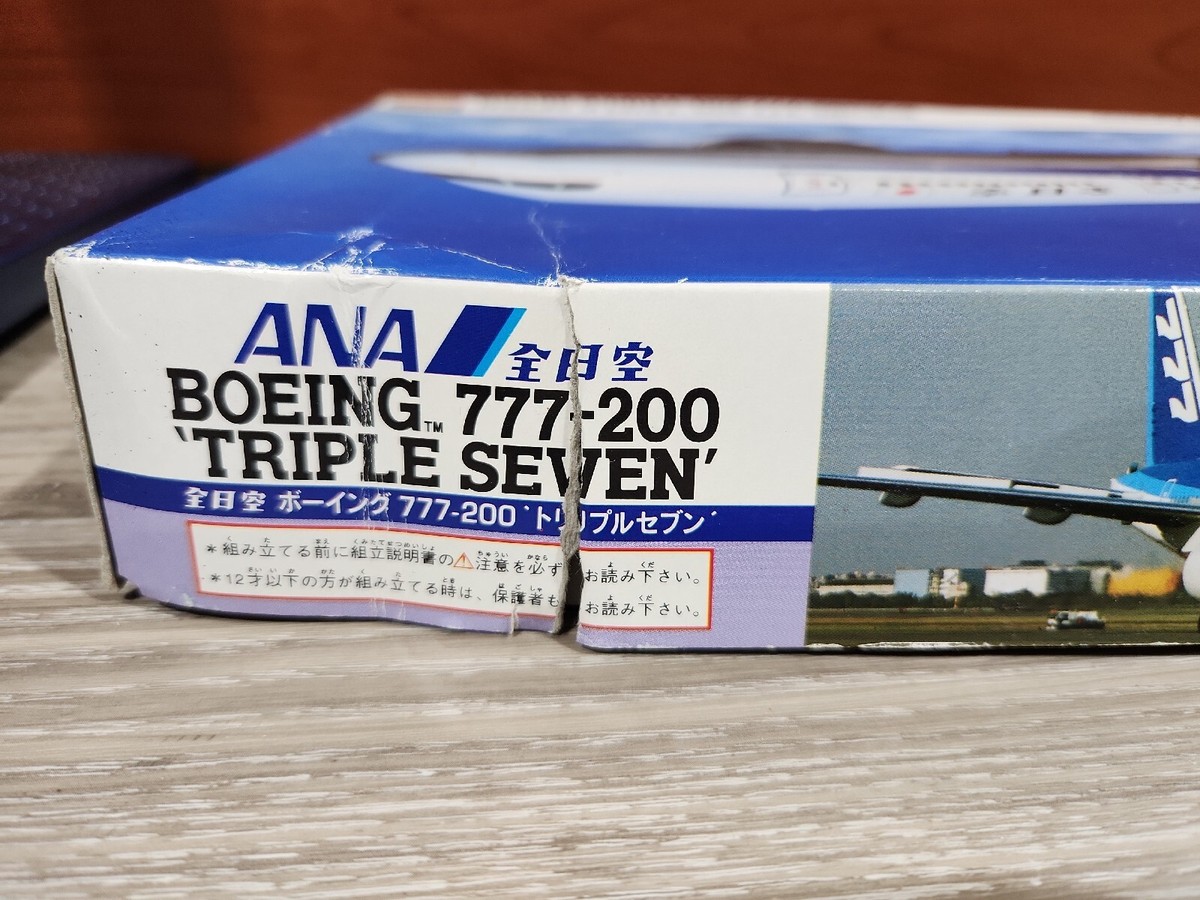 ANA 全日空
BOEING™ 777-200
'TRIPLE SEVEN'
全日空 ボーイング 777-200 'トリプルセブン'
*組み立てる前に組立説明書の⚠注意を必ずお読み下さい。
*12才以下の方が組み立てる時は、保護者もお読み下さい。
777